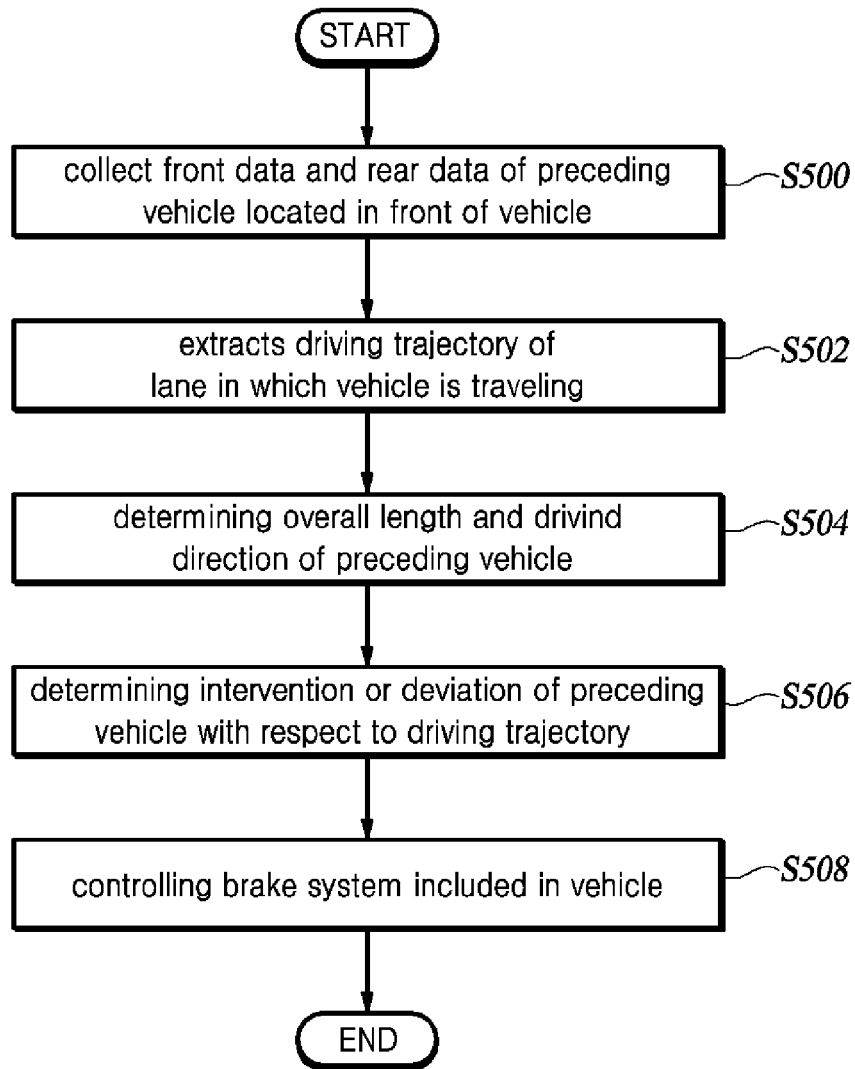 START
collect front data and rear data of preceding
vehicle located in front of vehicle
S500
extracts driving trajectory of
lane in which vehicle is traveling
S502
determining overall length and drivind
direction of preceding vehicle
S504
determining intervention or deviation of preceding
vehicle with respect to driving trajectory
S506
controlling brake system included in vehicle
S508
END